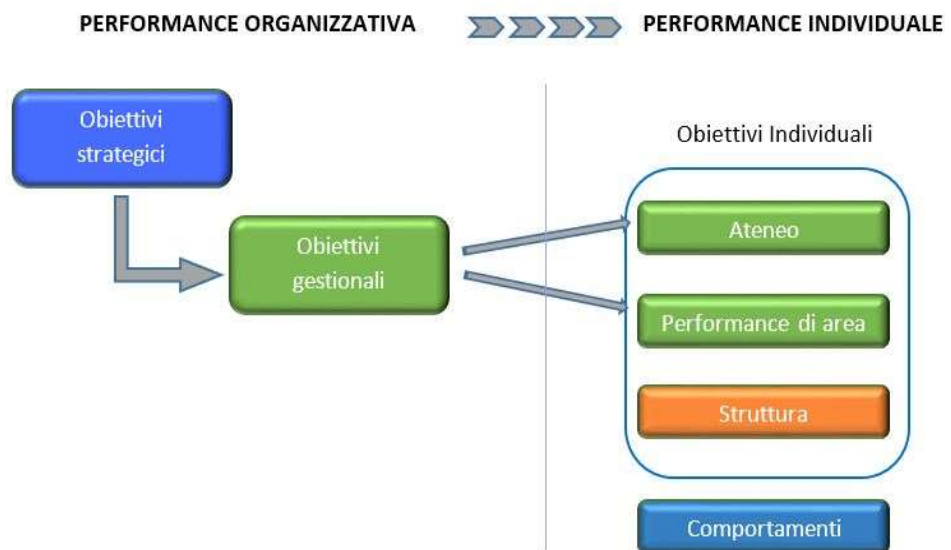 PERFORMANCE ORGANIZZATIVA
PERFORMANCE INDIVIDUALE
Obiettivi
strategici
Obiettivi
gestionali
Obiettivi Individuali
Ateneo
Performance di area
Struttura
Comportamenti